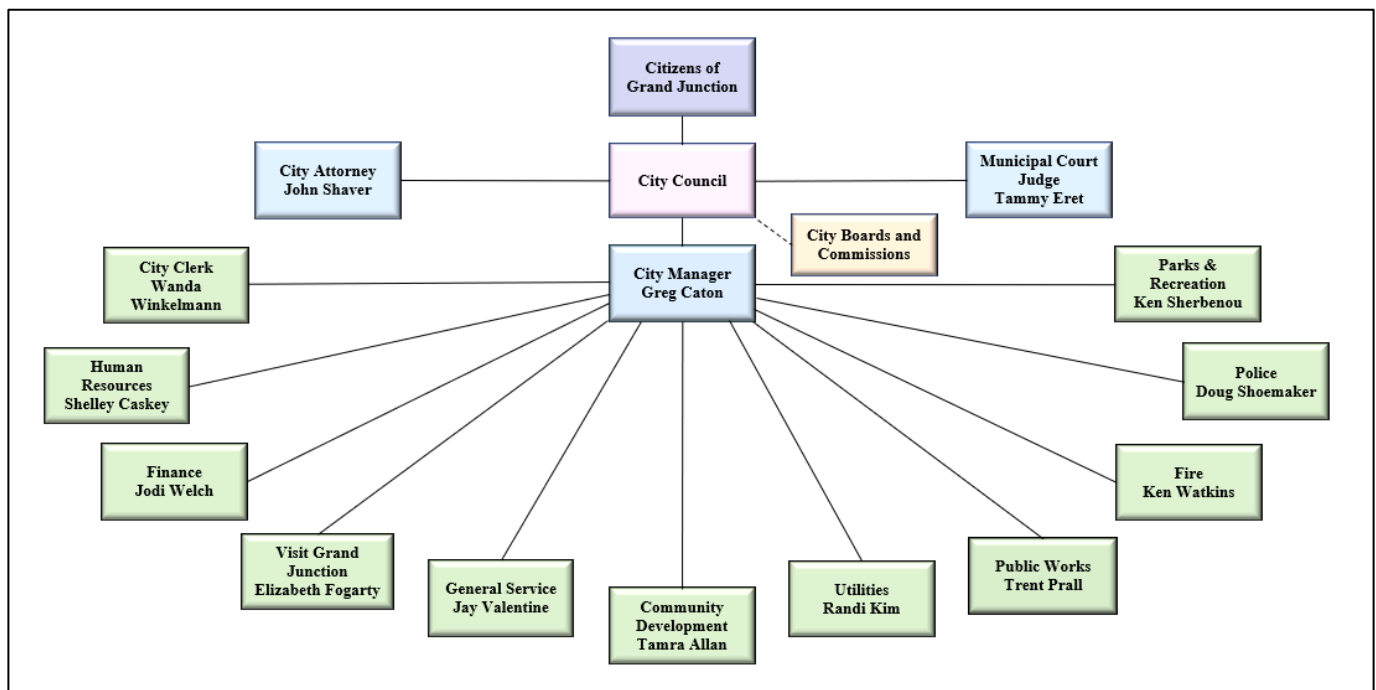 Citizens of
Grand Junction
City Attorney
John Shaver
City Council
Municipal Court
Judge
Tammy Eret
City Boards and
Commissions
City Clerk
Wanda
Winkelmann
City Manager
Greg Caton
Parks &
Recreation
Ken Sherbenou
Human
Resources
Shelley Caskey
Police
Doug Shoemaker
Finance
Jodi Welch
Fire
Ken Watkins
Visit Grand
Junction
Elizabeth Fogarty
General Service
Jay Valentine
Community
Development
Tamra Allan
Utilities
Randi Kim
Public Works
Trent Prall